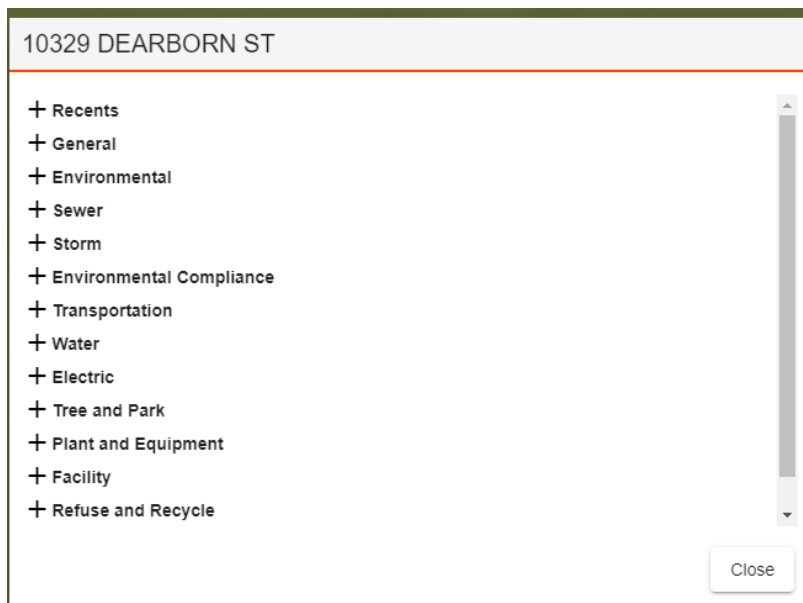 10329 DEARBORN ST
Recents
General
Environmental
Sewer
Storm
Environmental Compliance
Transportation
Water
Electric
Tree and Park
Plant and Equipment
Facility
Refuse and Recycle
Close